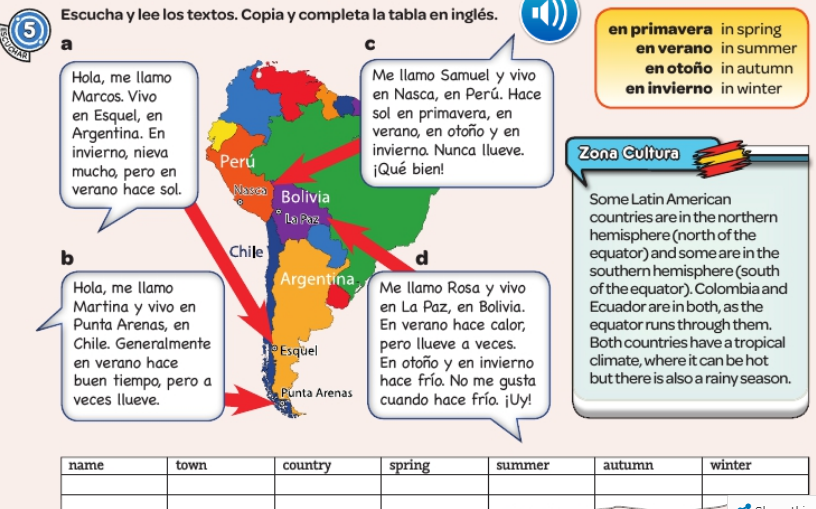 5
ESCUCHAR
Escucha y lee los textos. Copia y completa la tabla en inglés.
en primavera in spring
en verano in summer
en otoño in autumn
en invierno in winter
a
Hola, me llamo
Marcos. Vivo
en Esquel, en
Argentina. En
invierno, nieva
mucho, pero en
verano hace sol.
c
Me llamo Samuel y vivo
en Nasca, en Perú. Hace
sol en primavera, en
verano, en otoño y en
invierno. Nunca llueve.
¡Qué bien!
Perú
Nasca
Bolivia
La Paz
Chile
Argentina
Esquel
Punta Arenas
b
Hola, me llamo
Martina y vivo en
Punta Arenas, en
Chile. Generalmente
en verano hace
buen tiempo, pero a
veces llueve.
d
Me llamo Rosa y vivo
en La Paz, en Bolivia.
En verano hace calor,
pero llueve a veces.
En otoño y en invierno
hace frío. No me gusta
cuando hace frío. ¡Uy!
Zona Cultura
Some Latin American
countries are in the northern
hemisphere (north of the
equator) and some are in the
southern hemisphere (south
of the equator). Colombia and
Ecuador are in both, as the
equator runs through them.
Both countries have a tropical
climate, where it can be hot
but there is also a rainy season.
name town country spring summer autumn winter